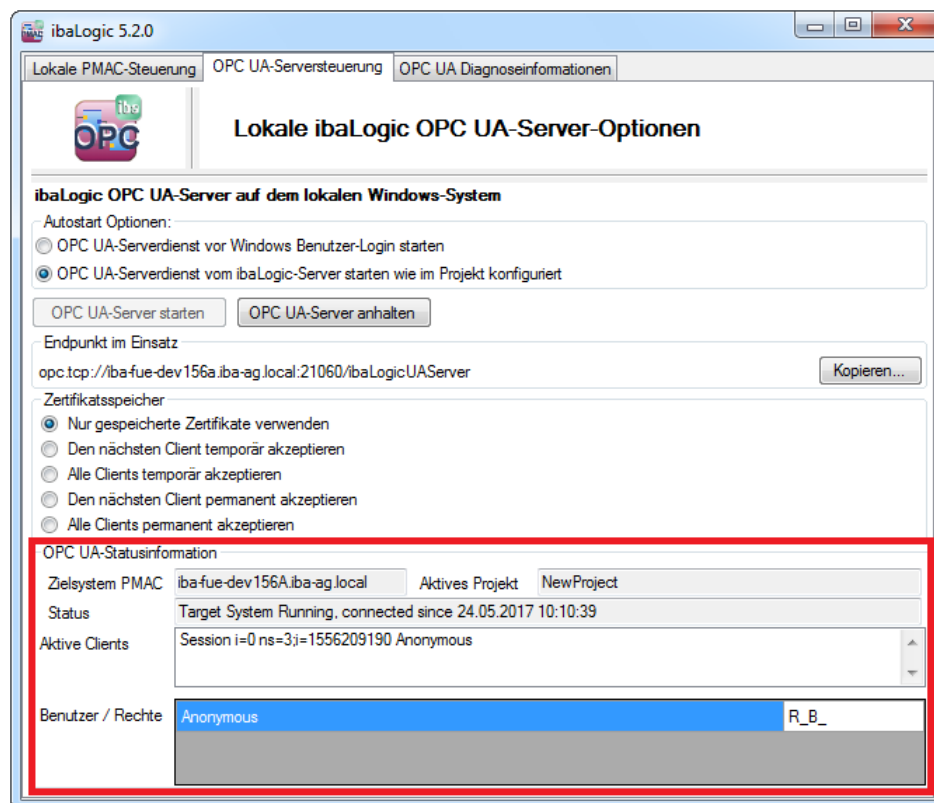 ibaLogic 5.2.0
Lokale PMAC-Steuerung OPC UA-Serversteuerung OPC UA Diagnoseinformationen
iba
OPC
Lokale ibaLogic OPC UA-Server-Optionen
ibaLogic OPC UA-Server auf dem lokalen Windows-System
Autostart Optionen:
OPC UA-Serverdienst vor Windows Benutzer-Login starten
OPC UA-Serverdienst vom ibaLogic-Server starten wie im Projekt konfiguriert
OPC UA-Server starten OPC UA-Server anhalten
Endpunkt im Einsatz
opc.tcp://iba-fue-dev156a.iba-ag.local:21060/ibaLogicUAServer Kopieren...
Zertifikatsspeicher
Nur gespeicherte Zertifikate verwenden
Den nächsten Client temporär akzeptieren
Alle Clients temporär akzeptieren
Den nächsten Client permanent akzeptieren
Alle Clients permanent akzeptieren
OPC UA-Statusinformation
Zielsystem PMAC iba-fue-dev156A.iba-ag.local Aktives Projekt NewProject
Status Target System Running, connected since 24.05.2017 10:10:39
Aktive Clients Session i=0 ns=3;i=1556209190 Anonymous
Benutzer / Rechte Anonymous R_B_